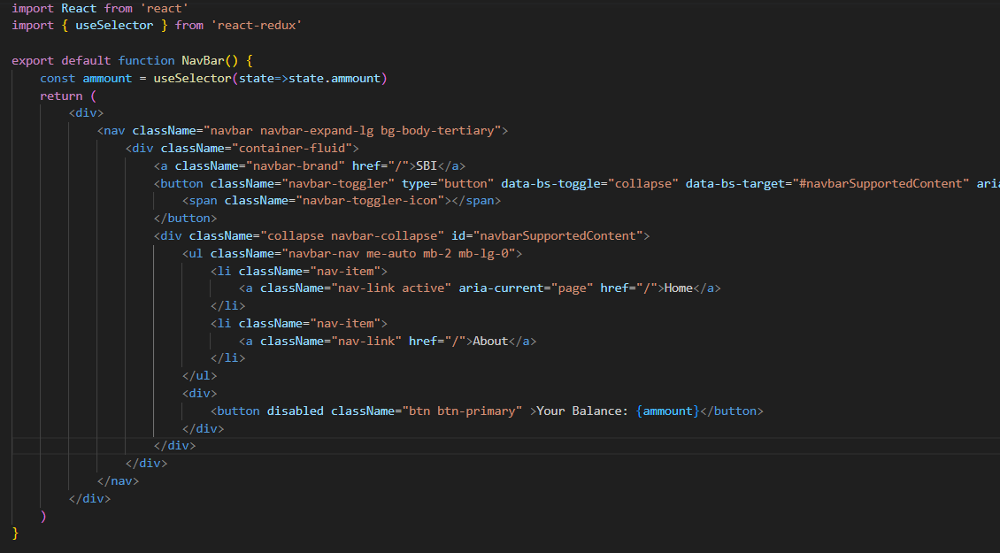 import React from 'react'
import { useSelector } from 'react-redux'
export default function NavBar() {
const ammount = useSelector(state=>state.ammount)
return (
<div>
<nav className="navbar navbar-expand-lg bg-body-tertiary">
<div className="container-fluid">
<a className="navbar-brand" href="/">SBI</a>
<button className="navbar-toggler" type="button" data-bs-toggle="collapse" data-bs-target="#navbarSupportedContent" aria
<span className="navbar-toggler-icon"></span>
</button>
<div className="collapse navbar-collapse" id="navbarSupportedContent">
<ul className="navbar-nav me-auto mb-2 mb-lg-0">
<li className="nav-item">
<a className="nav-link active" aria-current="page" href="/">Home</a>
</li>
<li className="nav-item">
<a className="nav-link" href="/">About</a>
</li>
</ul>
<div>
<button disabled className="btn btn-primary" >Your Balance: {ammount}</button>
</div>
</div>
</div>
</nav>
</div>
)
}